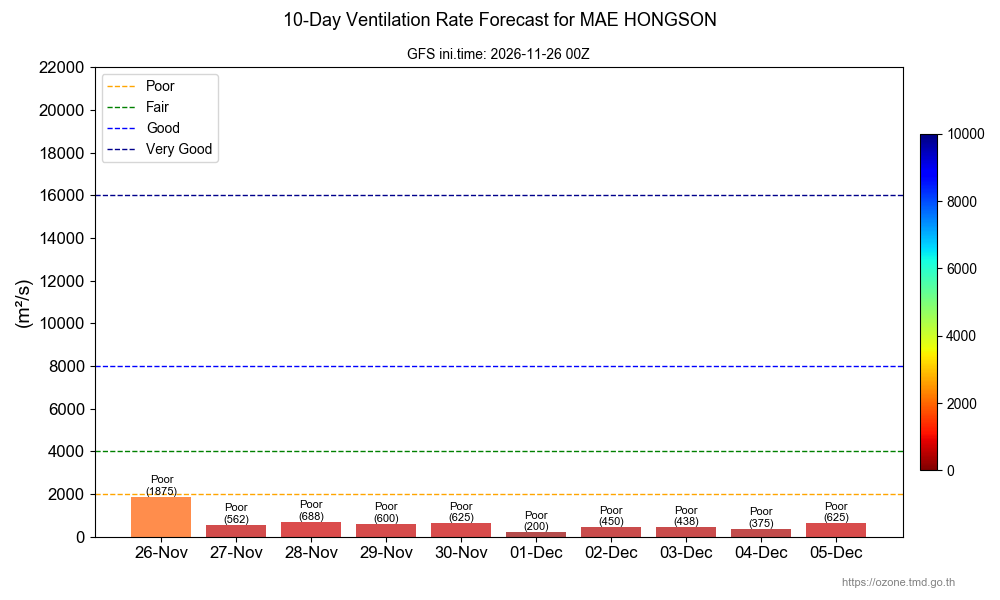 10-Day Ventilation Rate Forecast for MAE HONGSON
GFS ini.time: 2026-11-26 00Z
(m²/s)
22000
20000
18000
16000
14000
12000
10000
8000
6000
4000
2000
0
Poor
Fair
Good
Very Good
Poor
(1875)
Poor
(562)
Poor
(688)
Poor
(600)
Poor
(625)
Poor
(200)
Poor
(450)
Poor
(438)
Poor
(375)
Poor
(625)
26-Nov 27-Nov 28-Nov 29-Nov 30-Nov 01-Dec 02-Dec 03-Dec 04-Dec 05-Dec
10000
8000
6000
4000
2000
0
https://ozone.tmd.go.th